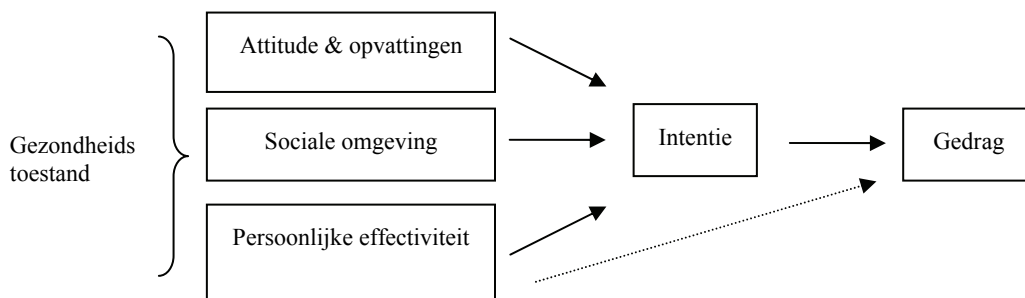 Attitude & opvattingen
Gezondheids
toestand
Sociale omgeving
Persoonlijke effectiviteit
Intentie
Gedrag